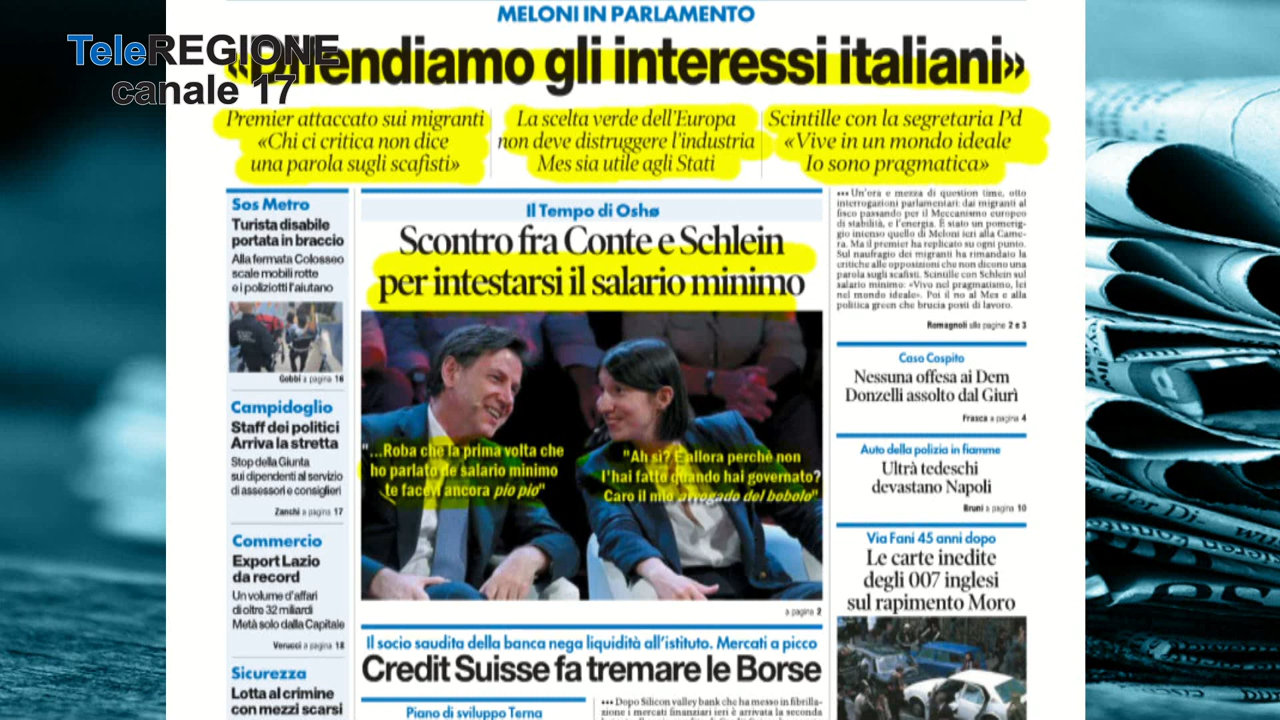 TeleREGIONE
canale 17
MELONI IN PARLAMENTO
fendiamo gli interessi italiani»
Premier attaccato sui migranti
«Chi ci critica non dice
una parola sugli scafisti»
La scelta verde dell'Europa
non deve distruggere l'industria
Mes sia utile agli Stati
Scintille con la segretaria Pd
«Vive in un mondo ideale
Io sono pragmatica»
Sos Metro
Turista disabile
portata in braccio
Alla fermata Colosseo
scale mobili rotte
e i poliziotti l'aiutano
Gobbi a pagina 16
Campidoglio
Staff dei politici
Arriva la stretta
Stop della Giunta
sui dipendenti al servizio
di assessori e consiglieri
Zanchi a pagina 17
Commercio
Export Lazio
da record
Un volume d'affari
di oltre 32 miliardi
Metà solo dalla Capitale
Verucci a pagina 18
Sicurezza
Lotta al crimine
con mezzi scarsi
Il Tempo di Oshø
Scontro fra Conte e Schlein
per intestarsi il salario minimo
"...Roba che la prima volta che
ho parlato de salario minimo
te facevi ancora pio pio"
"Ah sì? E allora perchè non
l'hai fatto quando hai governato?
Caro il mio avvogado del bobolo"
a pagina 2
Il socio saudita della banca nega liquidità all'istituto. Mercati a picco
Credit Suisse fa tremare le Borse
Piano di sviluppo Terna
••• Dopo Silicon valley bank che ha messo in fibrilla-
zione i mercati finanziari ieri è arrivata la seconda
••• Un'ora e mezza di question time, otto
interrogazioni parlamentari: dai migranti al
fisco passando per il Meccanismo europeo
di stabilità, e l'energia. È stato un pomerig-
gio intenso quello di Meloni ieri alla Came-
ra. Ma il premier ha replicato su ogni punto.
Sul naufragio dei migranti ha rimandato la
critiche alle opposizioni che non dicono una
parola sugli scafisti. Scintille con Schlein sul
salario minimo: «Vivo nel pragmatismo, lei
nel mondo ideale». Poi il no al Mes e alla
politica green che brucia posti di lavoro.
Romagnoli alle pagine 2 e 3
Caso Cospito
Nessuna offesa ai Dem
Donzelli assolto dal Giurì
Frasca a pagina 4
Auto della polizia in fiamme
Ultrà tedeschi
devastano Napoli
Bruni a pagina 10
Via Fani 45 anni dopo
Le carte inedite
degli 007 inglesi
sul rapimento Moro